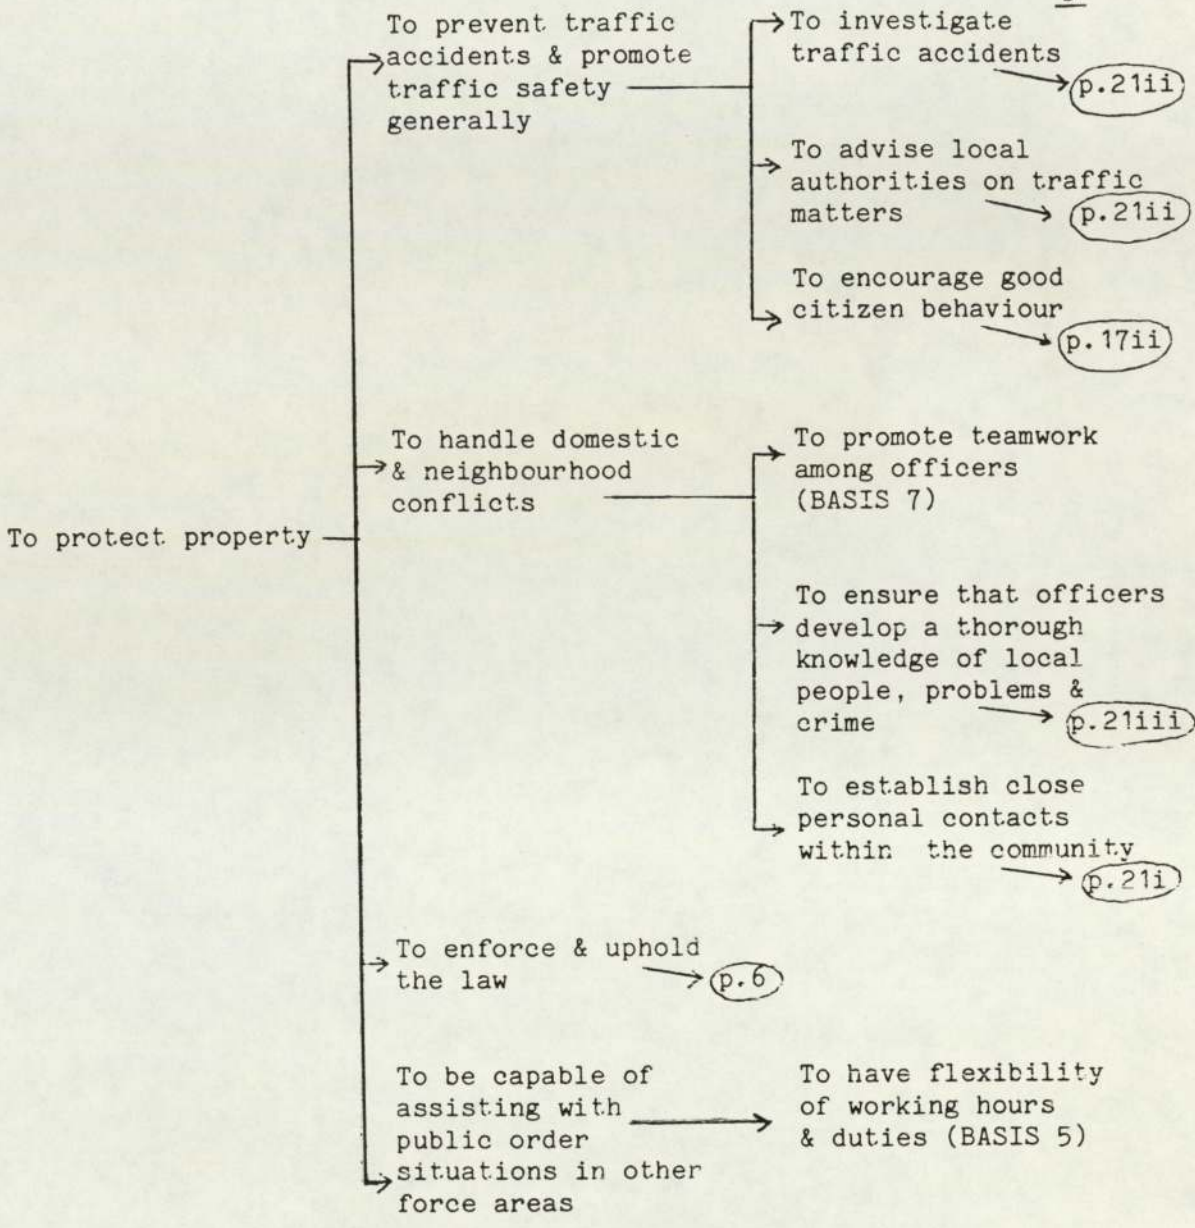 To protect property
To prevent traffic
accidents & promote
traffic safety
generally
To investigate
traffic accidents
p.21ii
To advise local
authorities on traffic
matters
p.21ii
To encourage good
citizen behaviour
p.17ii
To handle domestic
& neighbourhood
conflicts
To promote teamwork
among officers
(BASIS 7)
To ensure that officers
develop a thorough
knowledge of local
people, problems &
crime
p.21iii
To establish close
personal contacts
within the community
p.21i
To enforce & uphold
the law
p.6
To be capable of
assisting with
public order
situations in other
force areas
To have flexibility
of working hours
& duties (BASIS 5)